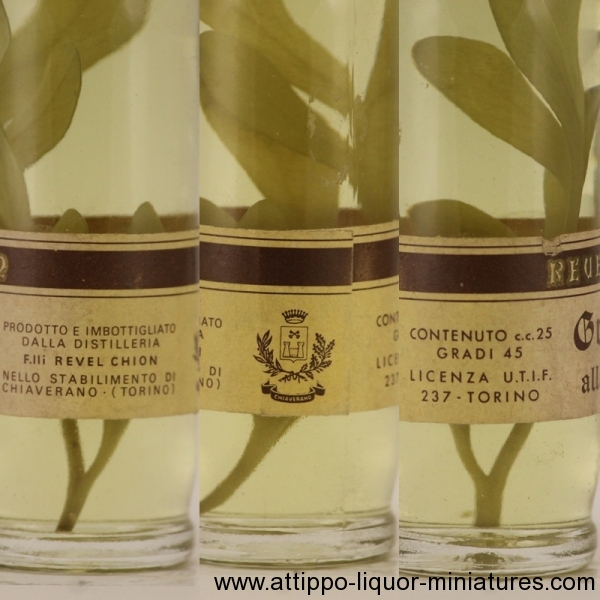 PRODOTTO E IMBOTTIGLIATO
DALLA DISTILLERIA
F.lli REVEL CHION
NELLO STABILIMENTO DI
CHIAVERANO - (TORINO)
CHIAVERANO
CONTENUTO c.c. 25
GRADI 45
LICENZA U.T.I.F.
237 - TORINO
www.attippo-liquor-miniatures.com